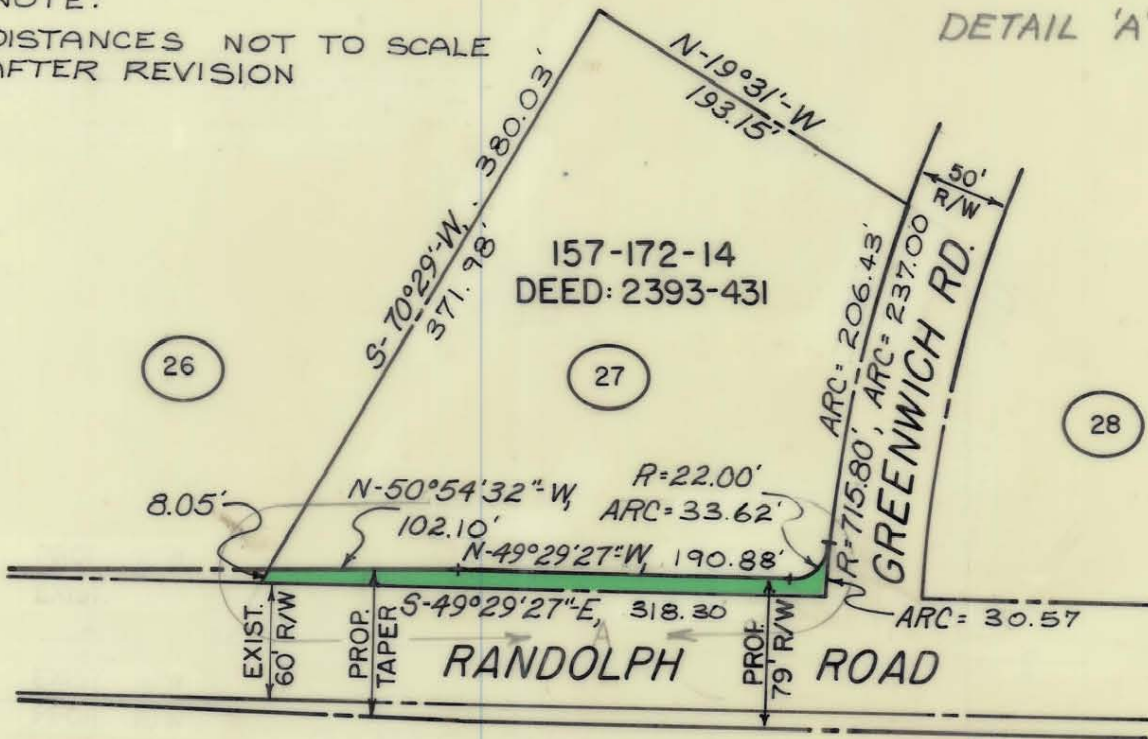 NOTE:
DISTANCES NOT TO SCALE
AFTER REVISION
DETAIL 'A'
N-19°31'-W
193.15'
S-70°29'-W, 380.03'
371.98'
50'
R/W
157-172-14
DEED: 2393-431
ARC= 206.43'
R=715.80', ARC= 237.00
GREENWICH RD.
26
27
28
8.05'
N-50°54'32"-W,
102.10'
R=22.00'
ARC=33.62'
N-49°29'27"-W, 190.88'
S-49°29'27"-E, 318.30
ARC= 30.57
EXIST.
60' R/W
PROP.
TAPER
A
PROP.
79' R/W
RANDOLPH ROAD